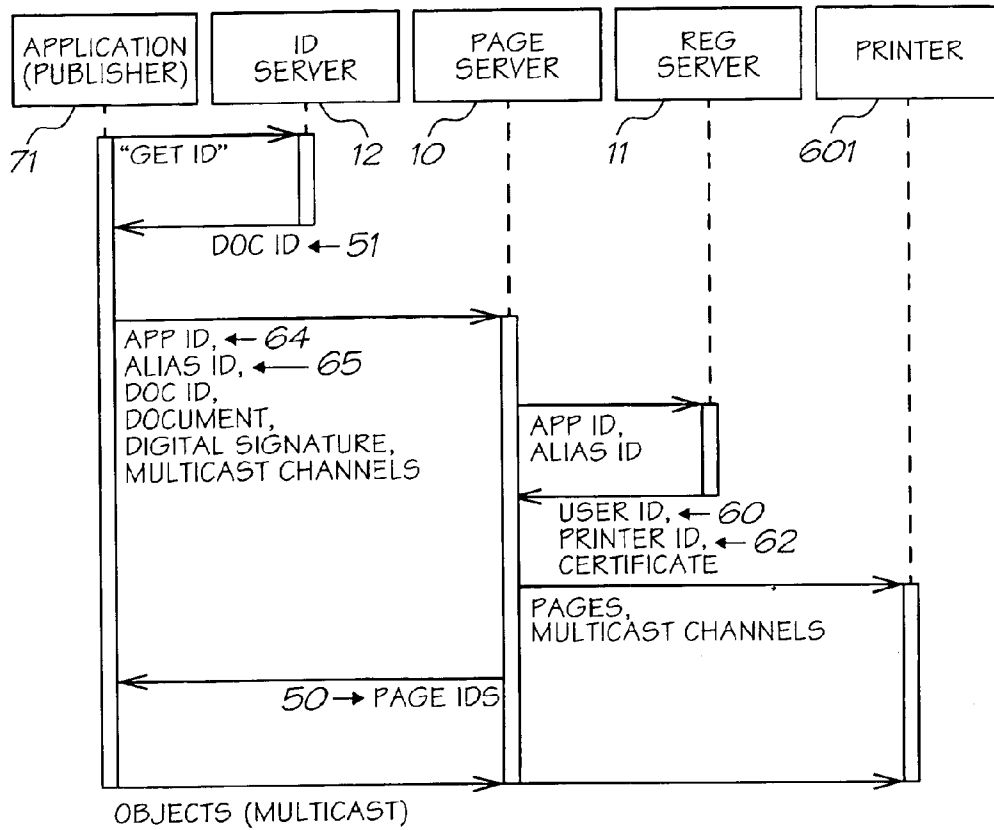 APPLICATION
(PUBLISHER)
ID
SERVER
PAGE
SERVER
REG
SERVER
PRINTER
71
12
10
11
601
"GET ID"
DOC ID ← 51
APP ID, ← 64
ALIAS ID, ← 65
DOC ID,
DOCUMENT,
DIGITAL SIGNATURE,
MULTICAST CHANNELS
APP ID,
ALIAS ID
USER ID, ← 60
PRINTER ID, ← 62
CERTIFICATE
PAGES,
MULTICAST CHANNELS
50 → PAGE IDS
OBJECTS (MULTICAST)